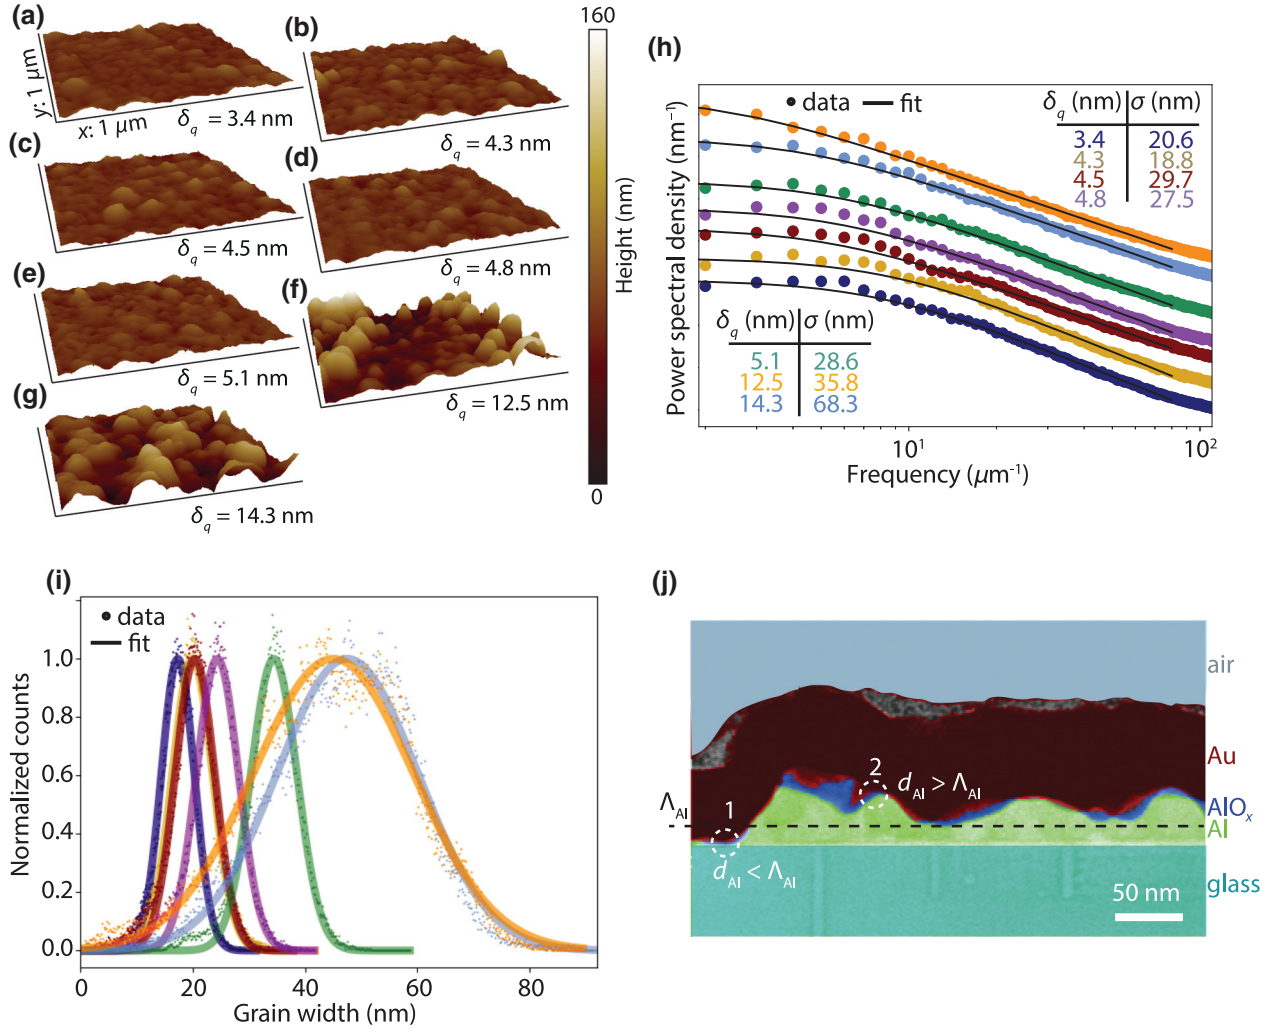 (a)
y: 1 μm
x: 1 μm
δq = 3.4 nm
(b)
δq = 4.3 nm
(c)
δq = 4.5 nm
(d)
δq = 4.8 nm
(e)
δq = 5.1 nm
(f)
δq = 12.5 nm
(g)
δq = 14.3 nm
160
Height (nm)
0
(h)
data fit
δq (nm) σ (nm)
3.4 20.6
4.3 18.8
4.5 29.7
4.8 27.5
δq (nm) σ (nm)
5.1 28.6
12.5 35.8
14.3 68.3
Power spectral density (nm⁻¹)
10¹ 10²
Frequency (μm⁻¹)
(i)
data
fit
1.0
0.8
0.6
0.4
0.2
0.0
Normalized counts
0 20 40 60 80
Grain width (nm)
(j)
air
Au
AlOx
Al
glass
ΛAl
1
dAl < ΛAl
2
dAl > ΛAl
50 nm